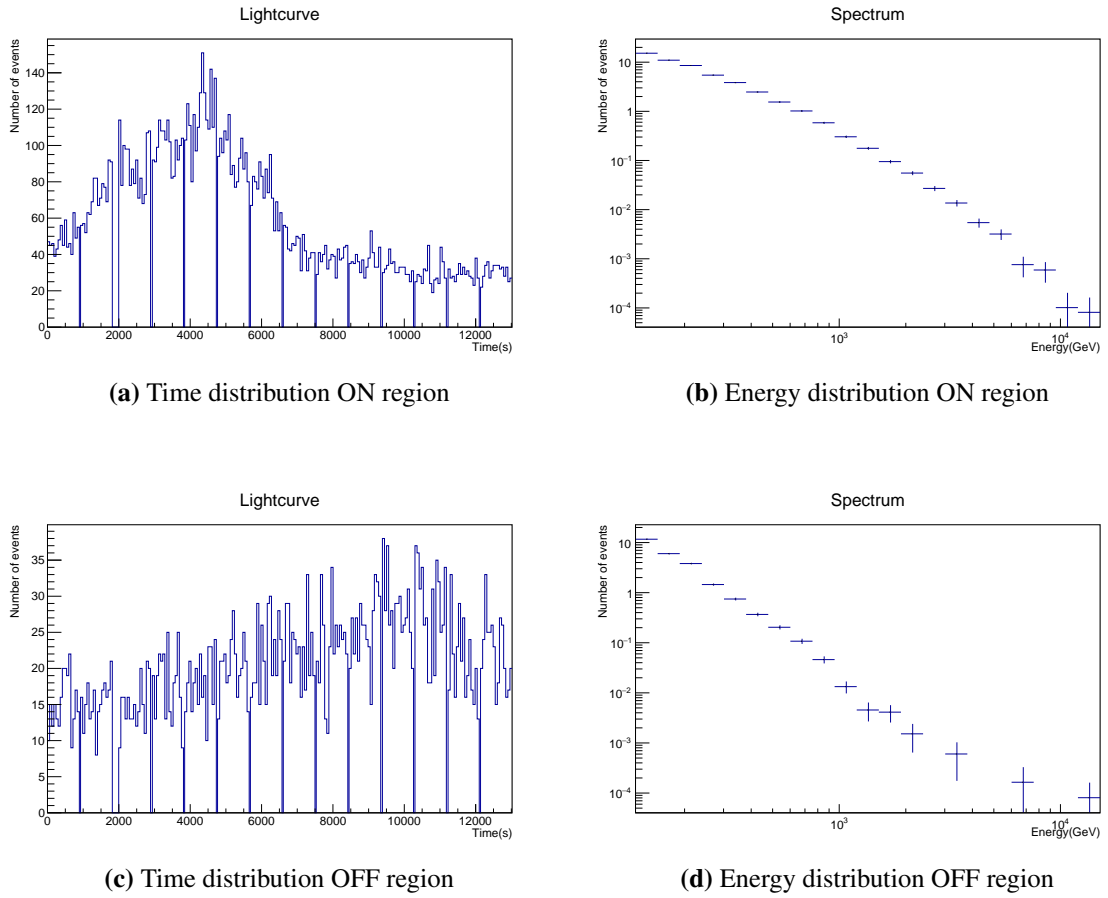 Lightcurve
Number of events
140
120
100
80
60
40
20
0
0 2000 4000 6000 8000 10000 12000
Time(s)
Spectrum
Number of events
10
1
10⁻¹
10⁻²
10⁻³
10⁻⁴
10³ 10⁴
Energy(GeV)
(a) Time distribution ON region
(b) Energy distribution ON region
Lightcurve
Number of events
35
30
25
20
15
10
5
0
0 2000 4000 6000 8000 10000 12000
Time(s)
Spectrum
Number of events
10
1
10⁻¹
10⁻²
10⁻³
10⁻⁴
10³ 10⁴
Energy(GeV)
(c) Time distribution OFF region
(d) Energy distribution OFF region